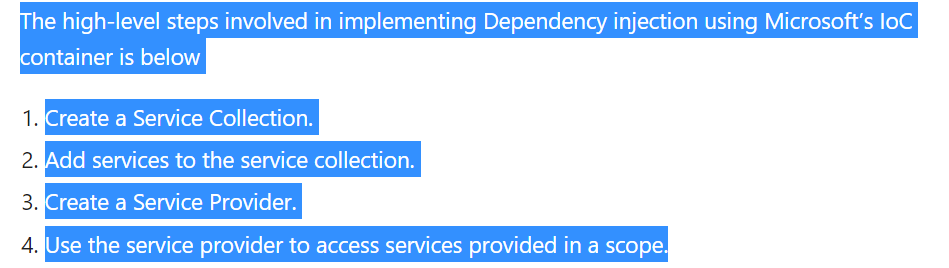 The high-level steps involved in implementing Dependency injection using Microsoft's IoC
container is below
1. Create a Service Collection.
2. Add services to the service collection.
3. Create a Service Provider.
4. Use the service provider to access services provided in a scope.